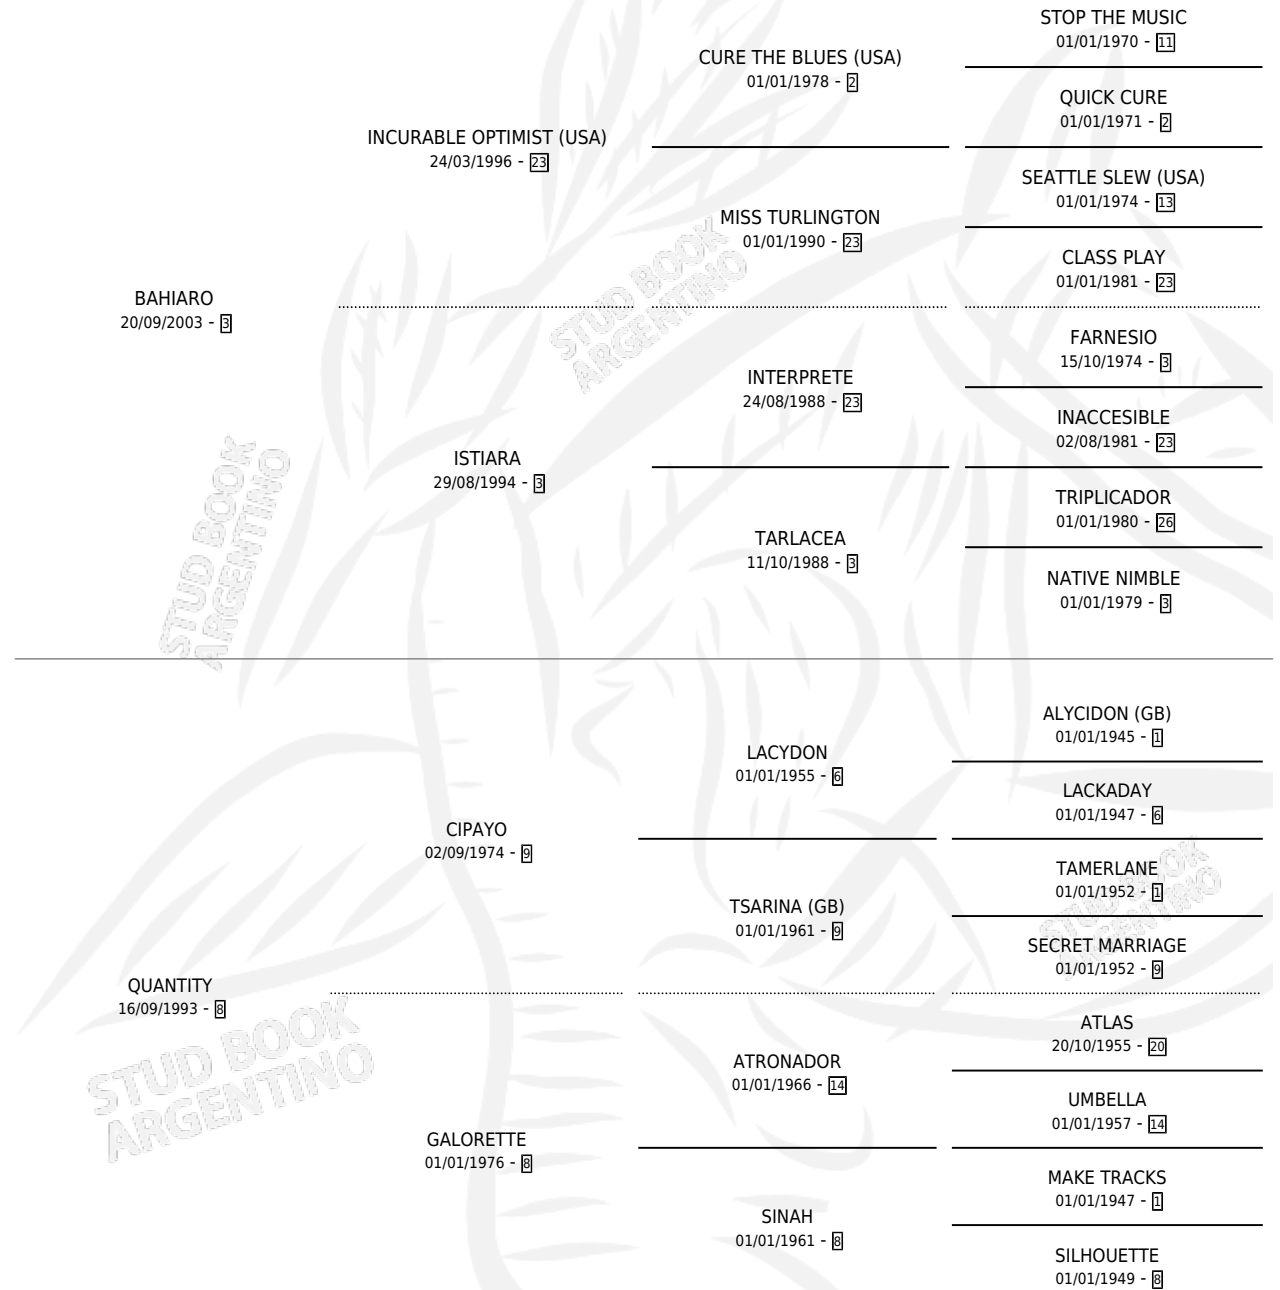 STOP THE MUSIC
01/01/1970 - 11
CURE THE BLUES (USA)
01/01/1978 - 2
QUICK CURE
01/01/1971 - 2
INCURABLE OPTIMIST (USA)
24/03/1996 - 23
SEATTLE SLEW (USA)
01/01/1974 - 13
MISS TURLINGTON
01/01/1990 - 23
CLASS PLAY
01/01/1981 - 23
BAHIARO
20/09/2003 - 3
STUD BOOK
ARGENTINO
FARNESIO
15/10/1974 - 3
INTERPRETE
24/08/1988 - 23
INACCESIBLE
02/08/1981 - 23
ISTIARA
29/08/1994 - 3
TRIPLICADOR
01/01/1980 - 26
TARLACEA
11/10/1988 - 3
NATIVE NIMBLE
01/01/1979 - 3
STUD BOOK
ARGENTINO
ALYCIDON (GB)
01/01/1945 - 1
LACYDON
01/01/1955 - 6
LACKADAY
01/01/1947 - 6
CIPAYO
02/09/1974 - 9
TAMERLANE
01/01/1952 - 1
TSARINA (GB)
01/01/1961 - 9
STUD BOOK
ARGENTINO
SECRET MARRIAGE
01/01/1952 - 9
QUANTITY
16/09/1993 - 8
STUD BOOK
ARGENTINO
ATLAS
20/10/1955 - 20
ATRONADOR
01/01/1966 - 14
UMBELLA
01/01/1957 - 14
GALORETTE
01/01/1976 - 8
MAKE TRACKS
01/01/1947 - 1
SINAH
01/01/1961 - 8
SILHOUETTE
01/01/1949 - 8